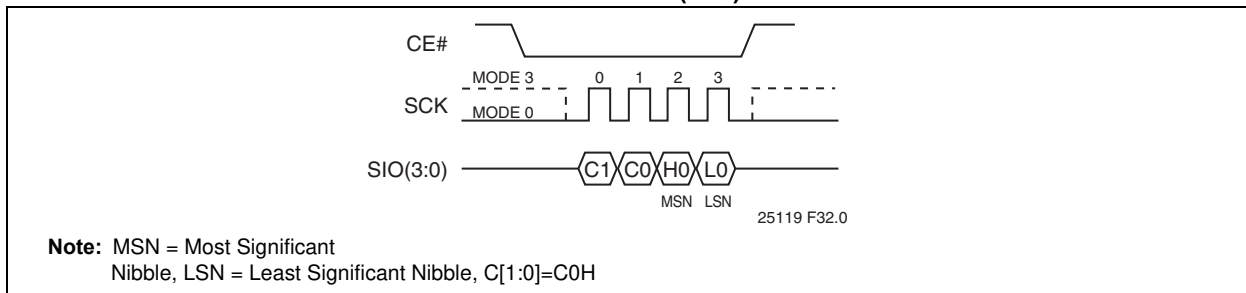 CE#
MODE 3 0 1 2 3
SCK
MODE 0
SIO(3:0) C1 C0 H0 L0
MSN LSN
25119 F32.0
Note: MSN = Most Significant
Nibble, LSN = Least Significant Nibble, C[1:0]=C0H